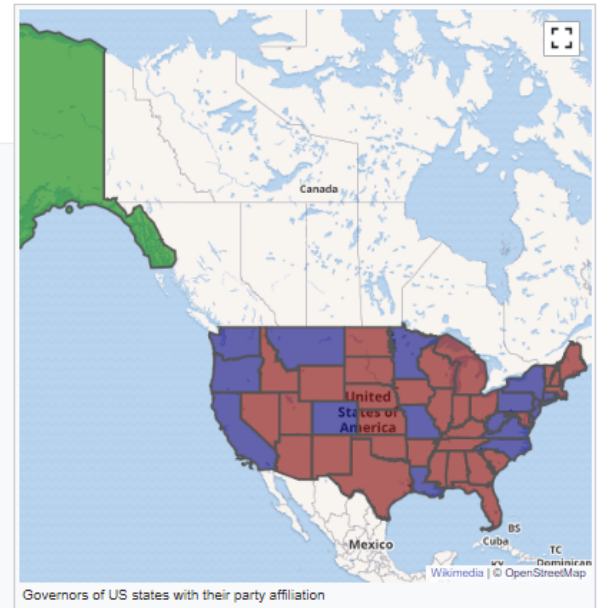 Canada
United
States of
America
Mexico
BS
Cuba
TC
KY
Dominican
Wikimedia | © OpenStreetMap
Governors of US states with their party affiliation